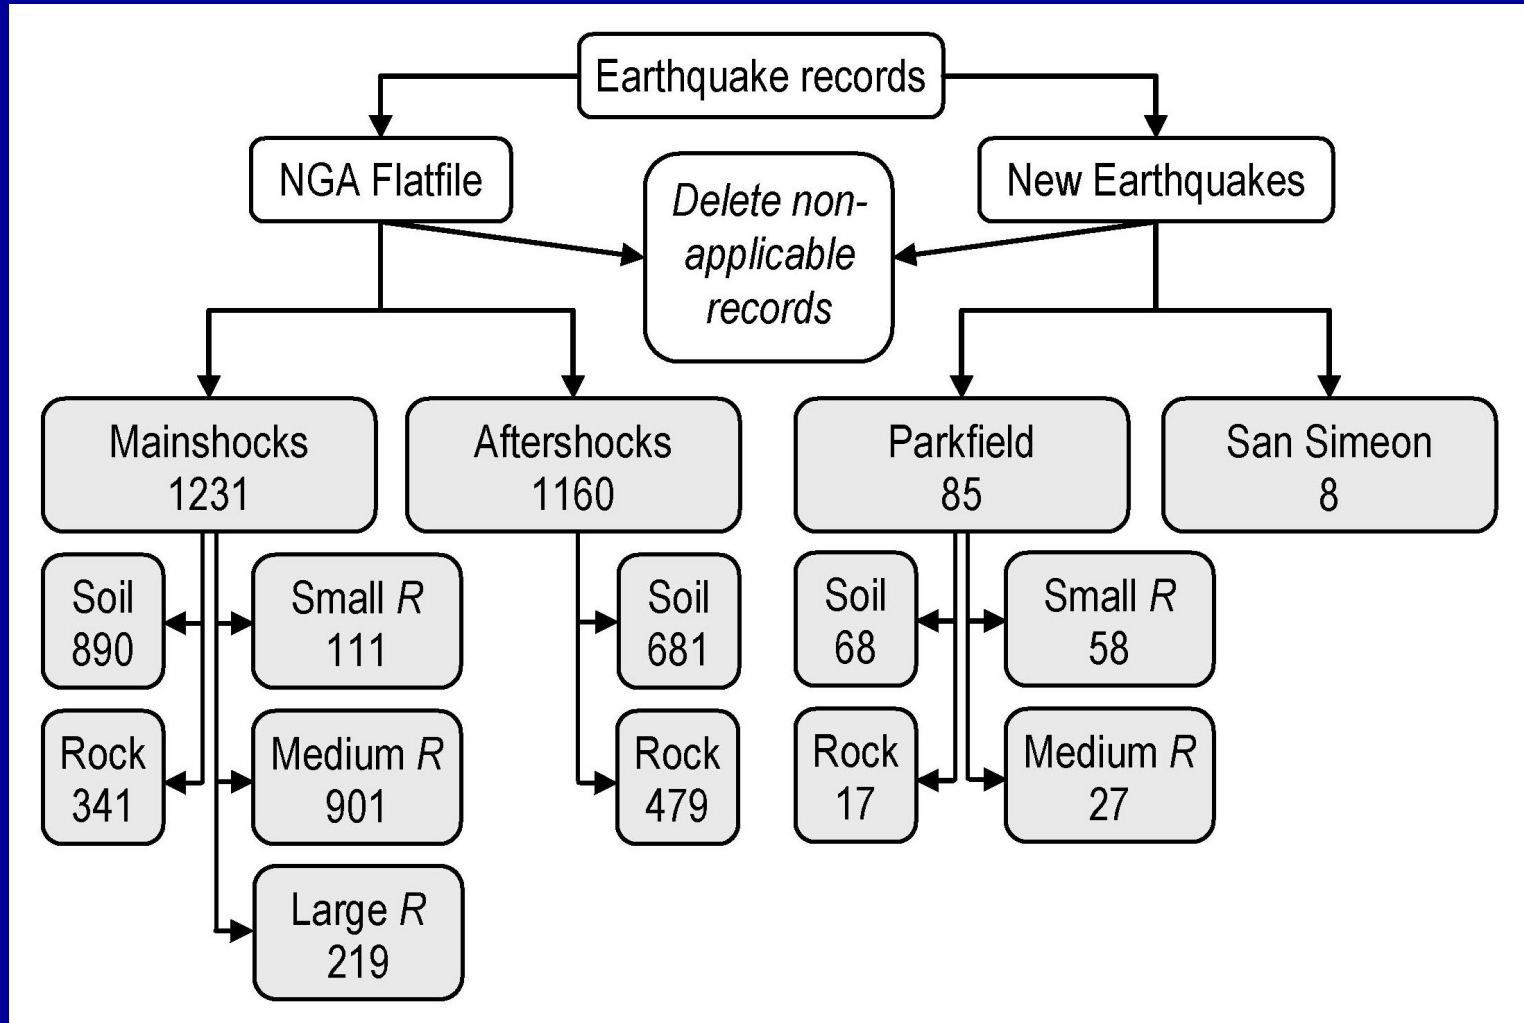 Earthquake records
NGA Flatfile
New Earthquakes
Delete non-
applicable
records
Mainshocks
1231
Aftershocks
1160
Parkfield
85
San Simeon
8
Soil
890
Small R
111
Soil
681
Soil
68
Small R
58
Rock
341
Medium R
901
Rock
479
Rock
17
Medium R
27
Large R
219